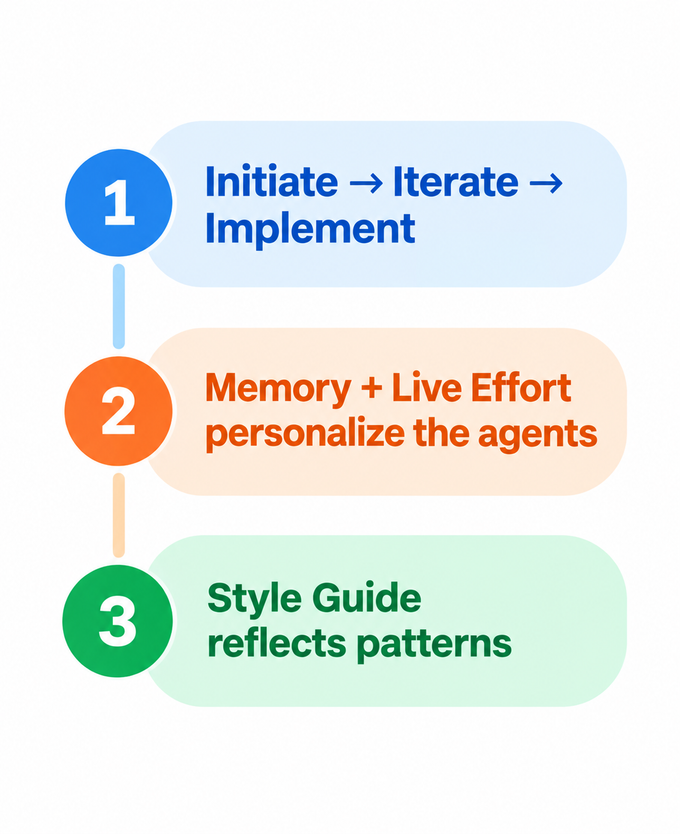 1
Initiate → Iterate →
Implement
2
Memory + Live Effort
personalize the agents
3
Style Guide
reflects patterns